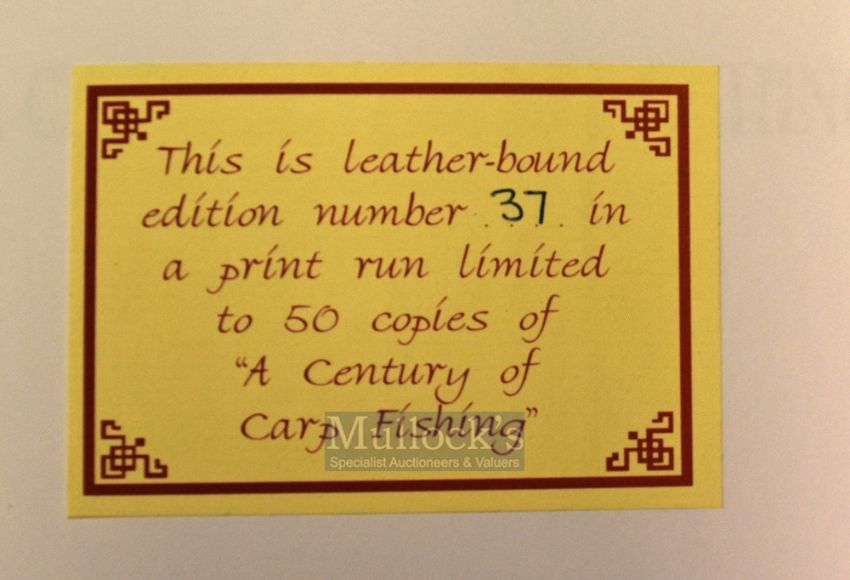 This is leather-bound
edition number 37 in
a print run limited
to 50 copies of
“A Century of
Carp Fishing”
Mullock's
Specialist Auctioneers & Valuers